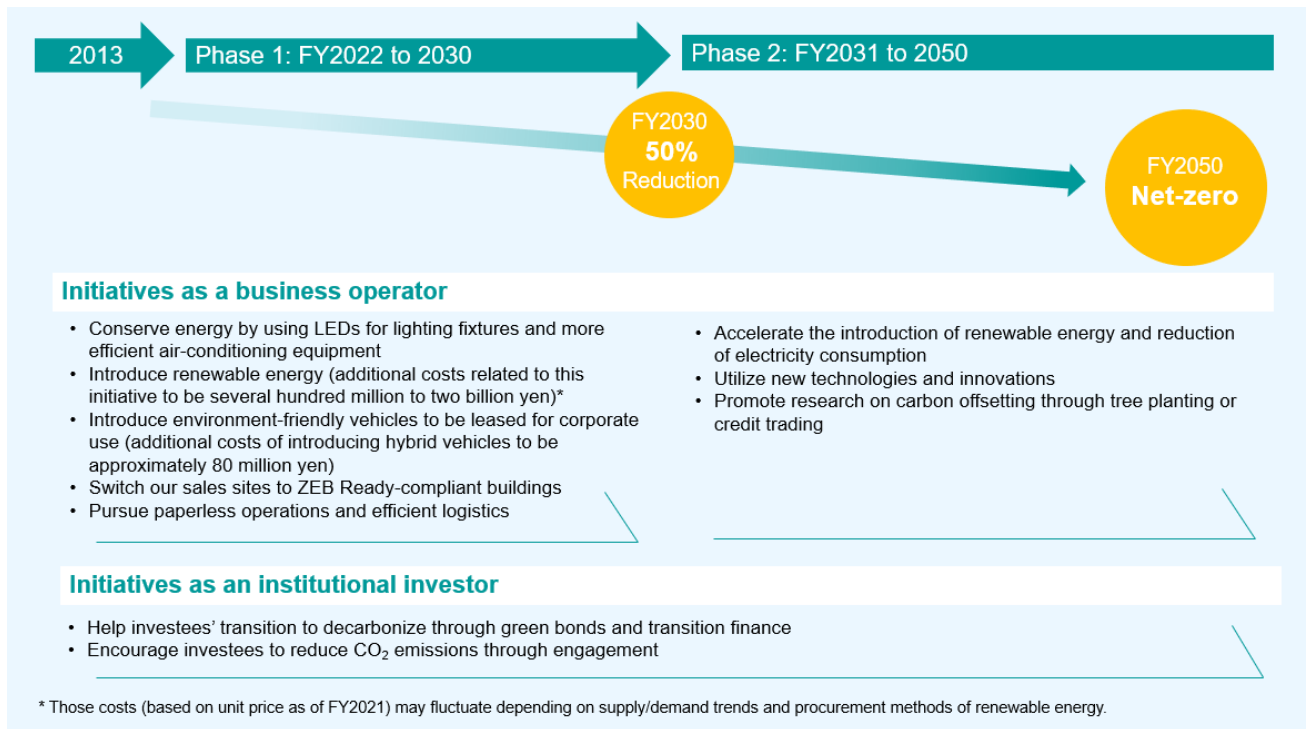 2013
Phase 1: FY2022 to 2030
Phase 2: FY2031 to 2050
FY2030
50%
Reduction
FY2050
Net-zero
Initiatives as a business operator
• Conserve energy by using LEDs for lighting fixtures and more
efficient air-conditioning equipment
• Introduce renewable energy (additional costs related to this
initiative to be several hundred million to two billion yen)*
• Introduce environment-friendly vehicles to be leased for corporate
use (additional costs of introducing hybrid vehicles to be
approximately 80 million yen)
• Switch our sales sites to ZEB Ready-compliant buildings
• Pursue paperless operations and efficient logistics
• Accelerate the introduction of renewable energy and reduction
of electricity consumption
• Utilize new technologies and innovations
• Promote research on carbon offsetting through tree planting or
credit trading
Initiatives as an institutional investor
• Help investees’ transition to decarbonize through green bonds and transition finance
• Encourage investees to reduce CO₂ emissions through engagement
* Those costs (based on unit price as of FY2021) may fluctuate depending on supply/demand trends and procurement methods of renewable energy.